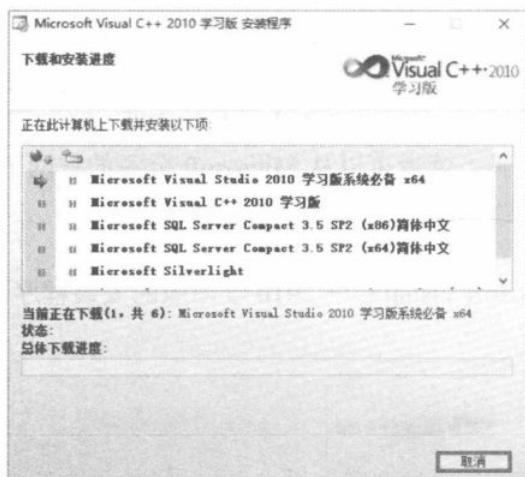 Microsoft Visual C++ 2010 学习版 安装程序
下载和安装进度
Microsoft
Visual C++ 2010
学习版
正在此计算机上下载并安装以下项:
Microsoft Visual Studio 2010 学习版系统必备 x64
Microsoft Visual C++ 2010 学习版
Microsoft SQL Server Compact 3.5 SP2 (x86)简体中文
Microsoft SQL Server Compact 3.5 SP2 (x64)简体中文
Microsoft Silverlight
当前正在下载(1, 共 6): Microsoft Visual Studio 2010 学习版系统必备 x64
状态:
总体下载进度:
取消